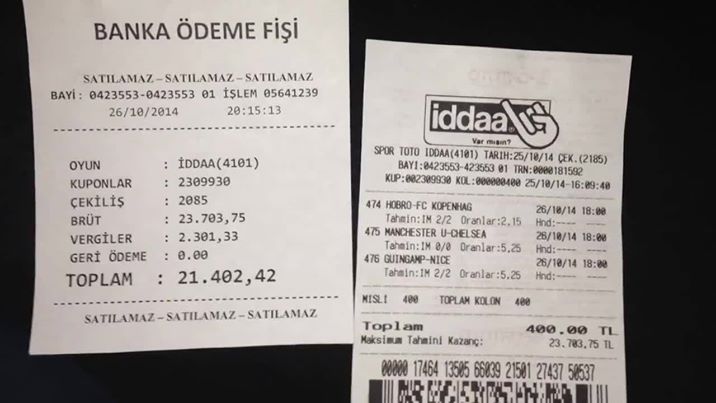 BANKA ÖDEME FİŞİ
SATILAMAZ – SATILAMAZ – SATILAMAZ
BAYİ : 0423553-0423553 01 İŞLEM 05641239
26/10/2014 20:15:13
OYUN : İDDAA(4101)
KUPONLAR : 2309930
ÇEKİLİŞ : 2085
BRÜT : 23.703,75
VERGİLER : 2.301,33
GERİ ÖDEME : 0.00
TOPLAM : 21.402,42
SATILAMAZ – SATILAMAZ – SATILAMAZ
iddaa
Var mısın?
SPOR TOTO IDDAA(4101) TARIH:25/10/14 ÇEK.(2185)
BAYI:0423553-423553 01 TRN:0000181592
KUP:002309930 KOL:000000400 25/10/14-16:09:40
474 HOBRO-FC KOPENHAG 26/10/14 18:00
Tahmin:IM 2/2 Oranlar:2,15 Hnd:---- ----
475 MANCHESTER U-CHELSEA 26/10/14 18:00
Tahmin:IM 0/0 Oranlar:5,25 Hnd:---- ----
476 GUINGAMP-NICE 26/10/14 18:00
Tahmin:IM 2/2 Oranlar:5,25 Hnd:---- ----
MISLI 400 TOPLAM KOLON 400
Toplam 400.00 TL
Maksimum Tahmini Kazanç: 23.703,75 TL
00000 17464 13505 66039 21501 27437 50537